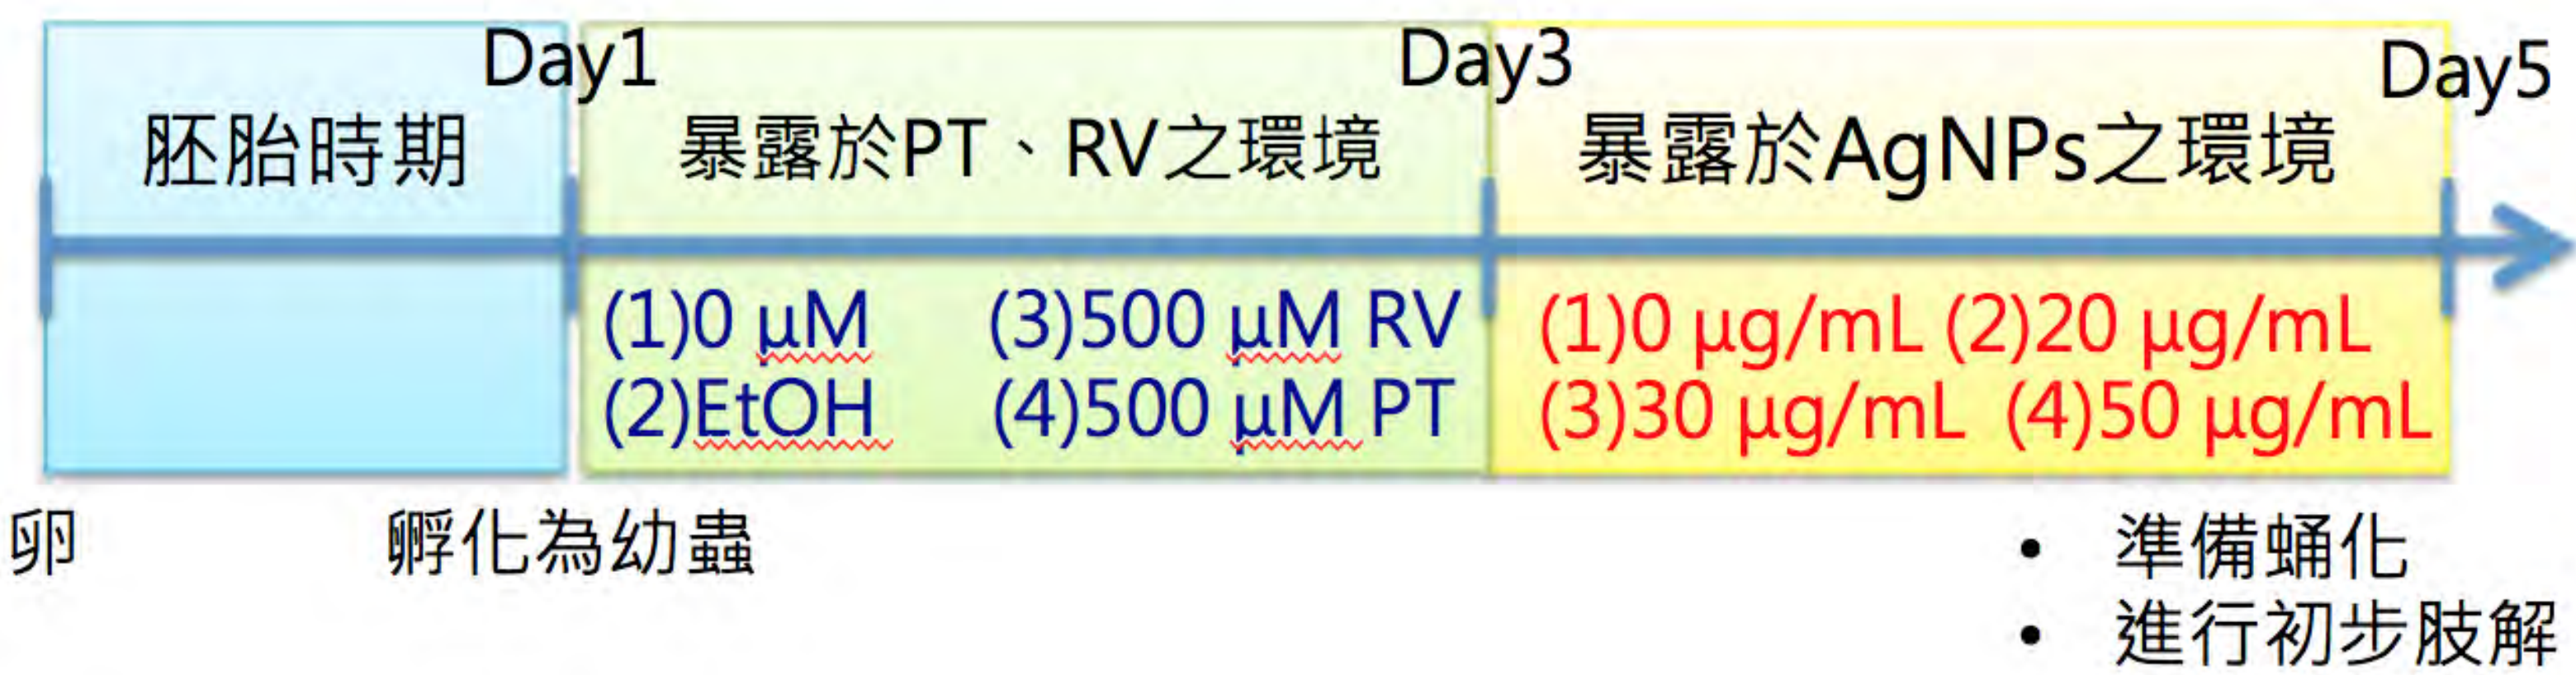 Day1
Day3
Day5
胚胎時期
暴露於PT、RV之環境
暴露於AgNPs之環境
(1)0 μM
(3)500 μM RV
(2)EtOH
(4)500 μM PT
(1)0 μg/mL (2)20 μg/mL
(3)30 μg/mL (4)50 μg/mL
卵
孵化為幼蟲
• 準備蛹化
• 進行初步肢解